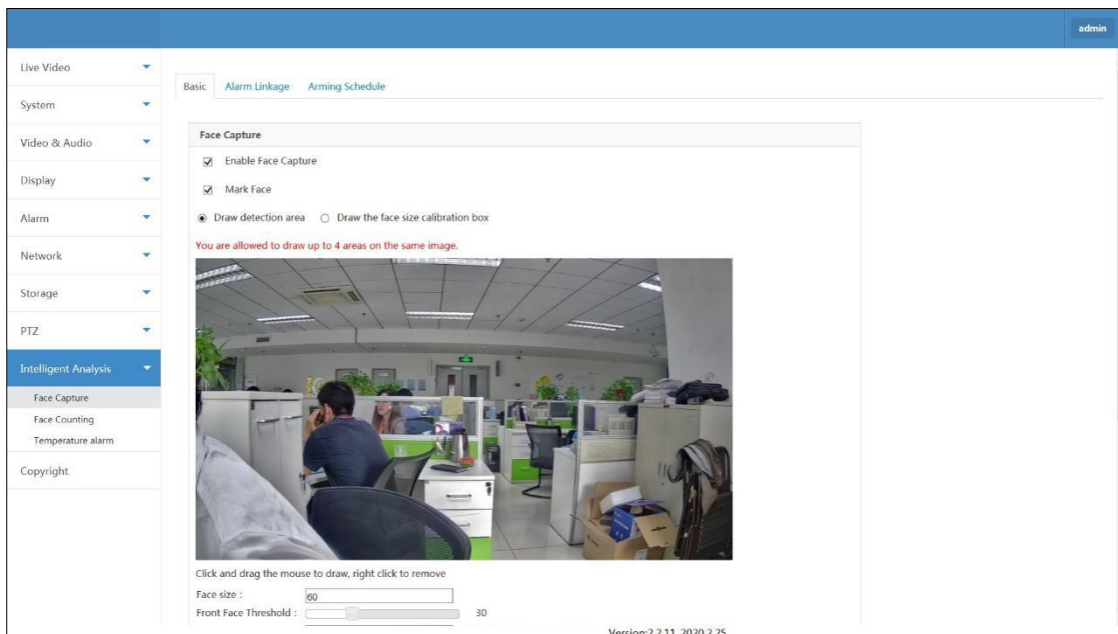 admin
Live Video
System
Video & Audio
Display
Alarm
Network
Storage
PTZ
Intelligent Analysis
Face Capture
Face Counting
Temperature alarm
Copyright
Basic Alarm Linkage Arming Schedule
Face Capture
Enable Face Capture
Mark Face
Draw detection area Draw the face size calibration box
You are allowed to draw up to 4 areas on the same image.
Click and drag the mouse to draw, right click to remove
Face size : 60
Front Face Threshold : 30
Version:2.2.11_2020.2.25